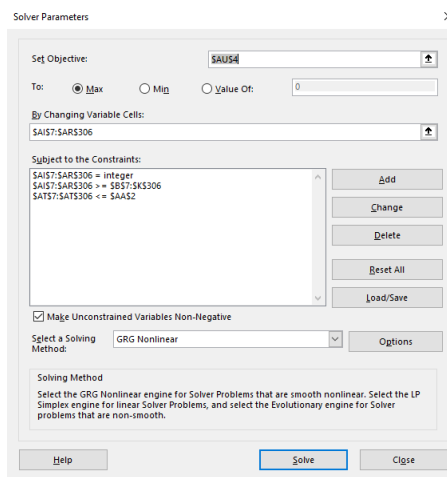 Solver Parameters
Set Objective:
$AU$4
To:
Max
Min
Value Of:
0
By Changing Variable Cells:
$AI$7:$AR$306
Subject to the Constraints:
$AI$7:$AR$306 = integer
$AI$7:$AR$306 >= $B$7:$K$306
$AT$7:$AT$306 <= $AA$2
Add
Change
Delete
Reset All
Load/Save
Make Unconstrained Variables Non-Negative
Select a Solving
Method:
GRG Nonlinear
Options
Solving Method
Select the GRG Nonlinear engine for Solver Problems that are smooth nonlinear. Select the LP
Simplex engine for linear Solver Problems, and select the Evolutionary engine for Solver
problems that are non-smooth.
Help
Solve
Close